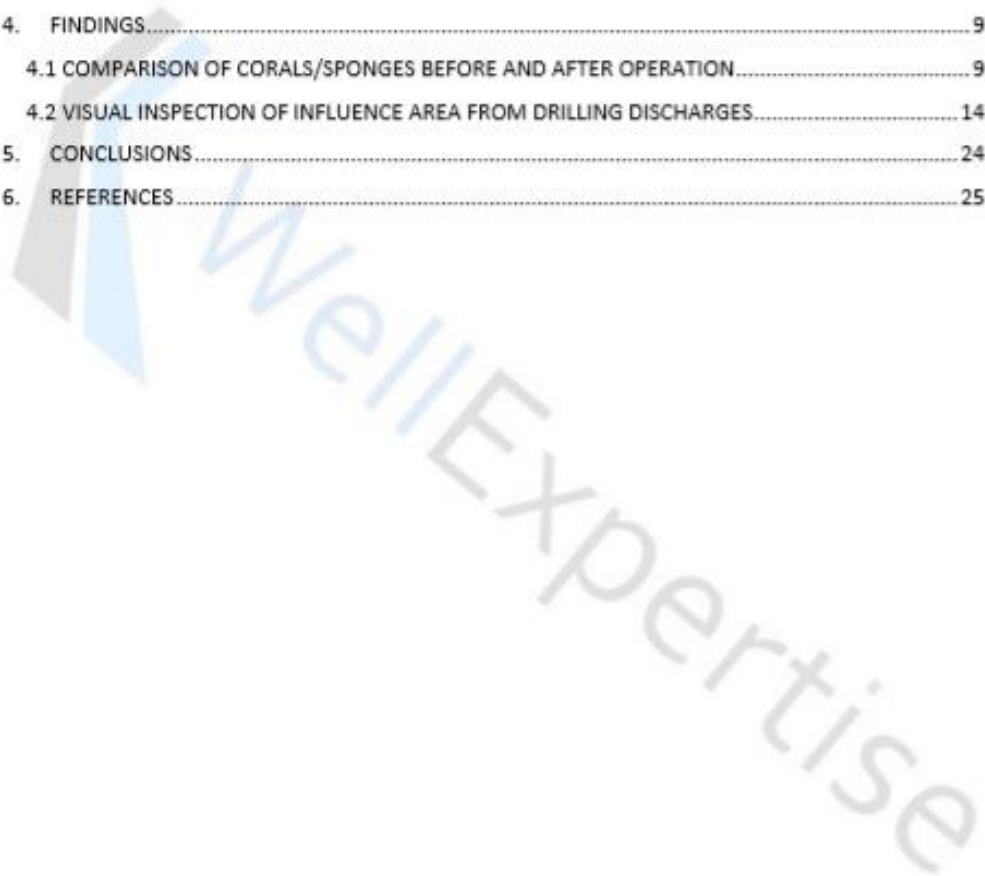 4. FINDINGS........................................9
4.1 COMPARISON OF CORALS/SPONGES BEFORE AND AFTER OPERATION........................................9
4.2 VISUAL INSPECTION OF INFLUENCE AREA FROM DRILLING DISCHARGES........................................14
5. CONCLUSIONS........................................24
6. REFERENCES........................................25
WellExpertise